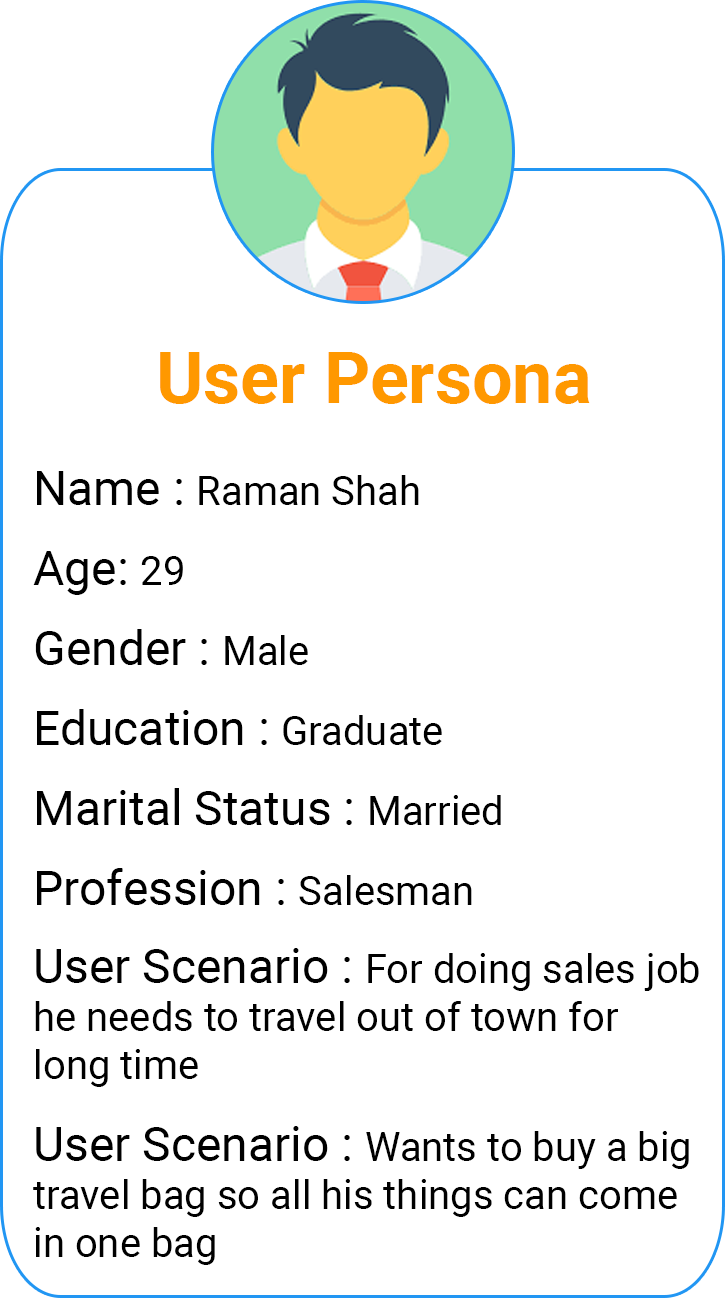 User Persona
Name : Raman Shah
Age: 29
Gender : Male
Education : Graduate
Marital Status : Married
Profession : Salesman
User Scenario : For doing sales job
he needs to travel out of town for
long time
User Scenario : Wants to buy a big
travel bag so all his things can come
in one bag